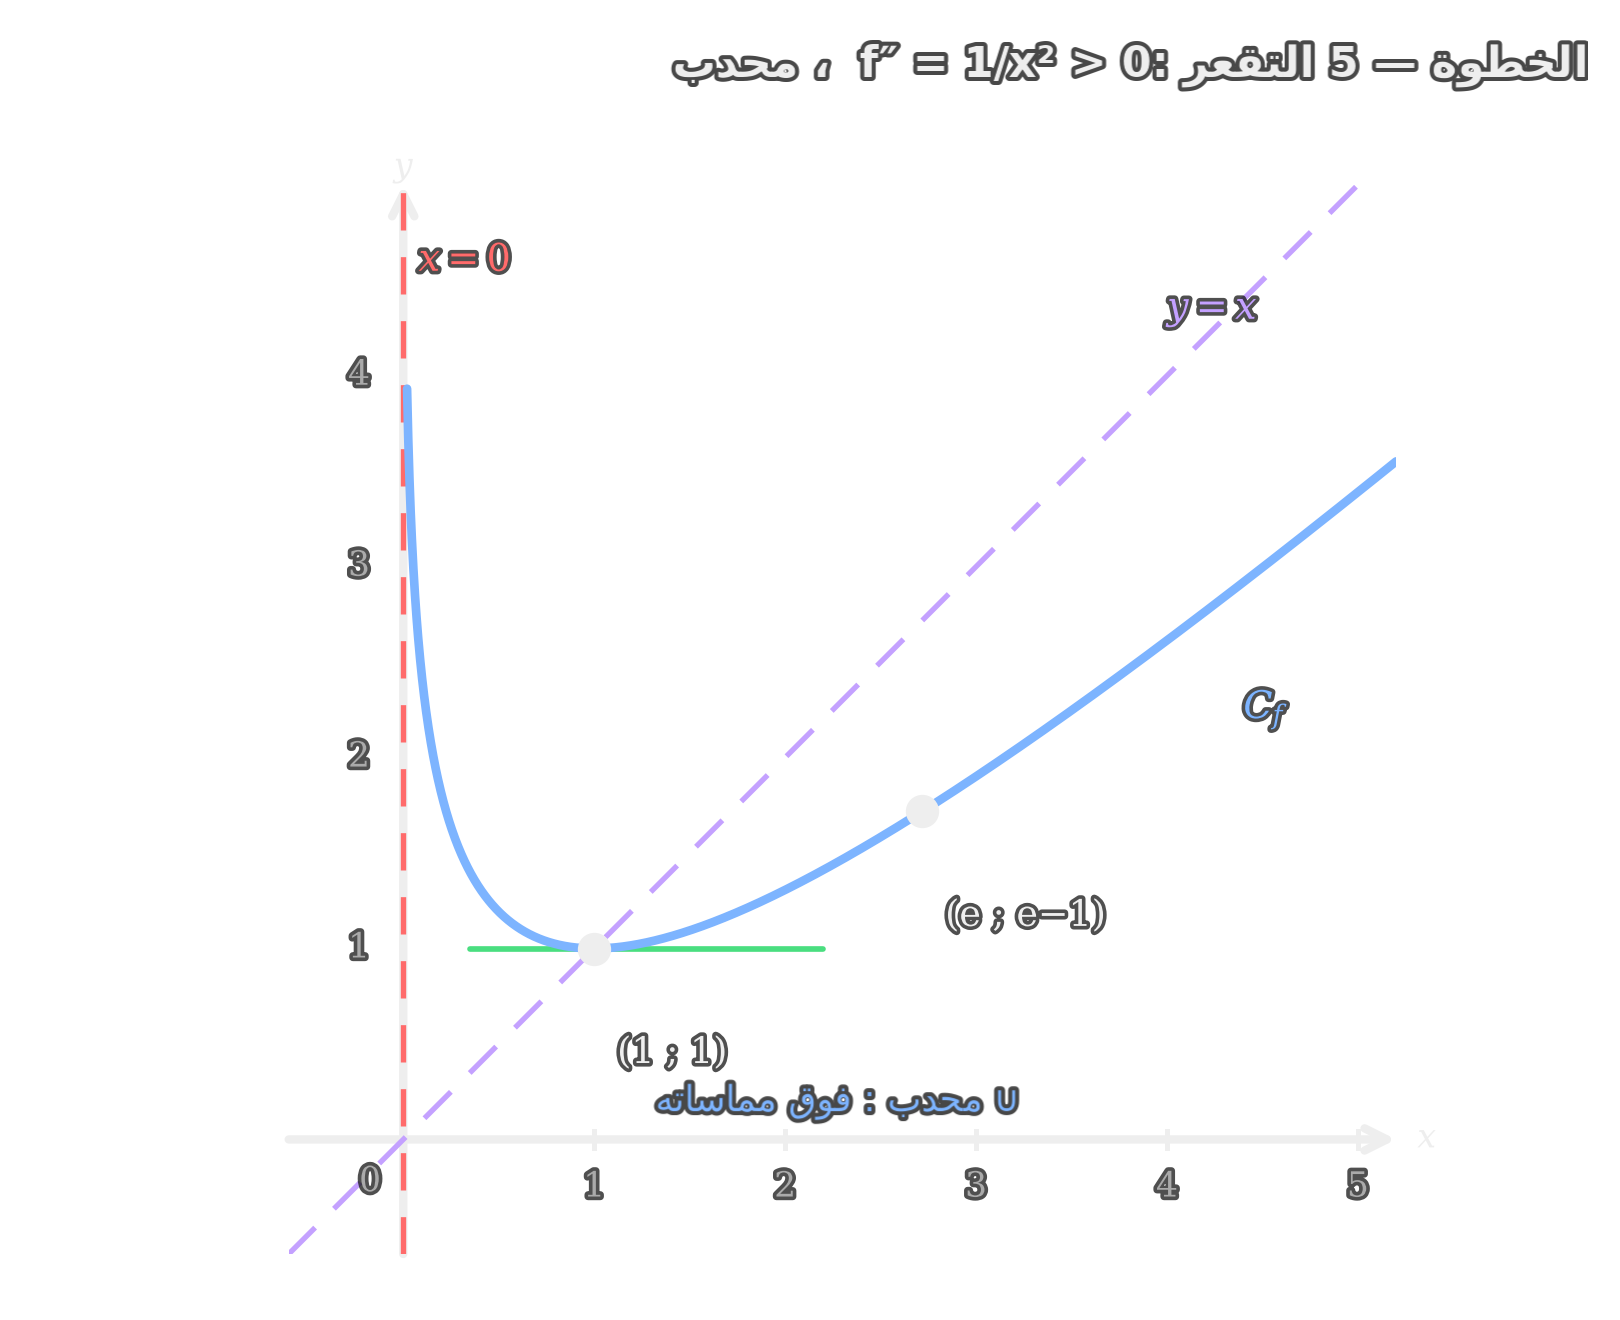 الخطوة — 5 التقعر :f″ = 1/x² > 0 ، محدب
y
x = 0
y = x
4
3
C_f
2
(e ; e−1)
1
(1 ; 1)
∪ محدب : فوق مماساته
x
0
1
2
3
4
5